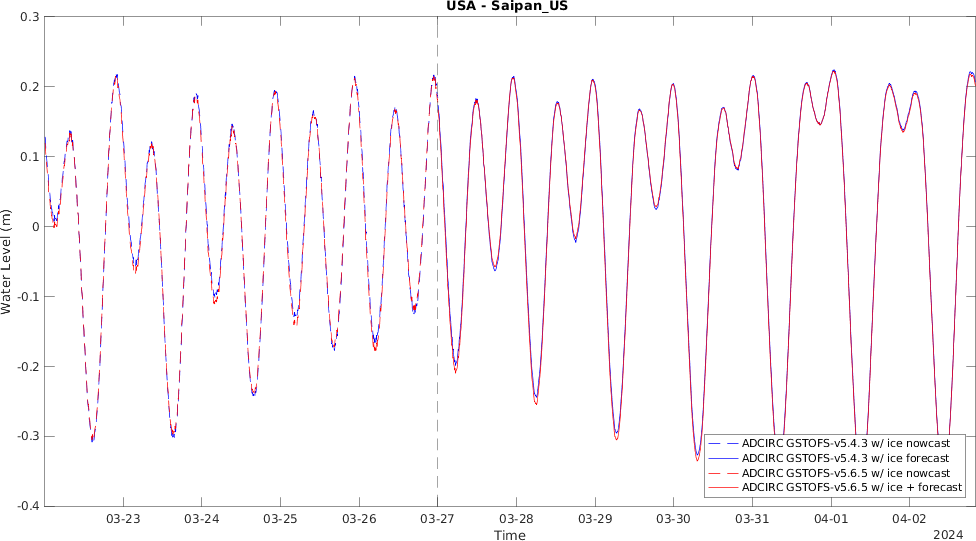 USA - Saipan_US
0.3
0.2
0.1
0
-0.1
-0.2
-0.3
-0.4
Water Level (m)
ADCIRC GSTOFS-v5.4.3 w/ ice nowcast
ADCIRC GSTOFS-v5.4.3 w/ ice forecast
ADCIRC GSTOFS-v5.6.5 w/ ice nowcast
ADCIRC GSTOFS-v5.6.5 w/ ice + forecast
03-23 03-24 03-25 03-26 03-27 03-28 03-29 03-30 03-31 04-01 04-02
Time
2024